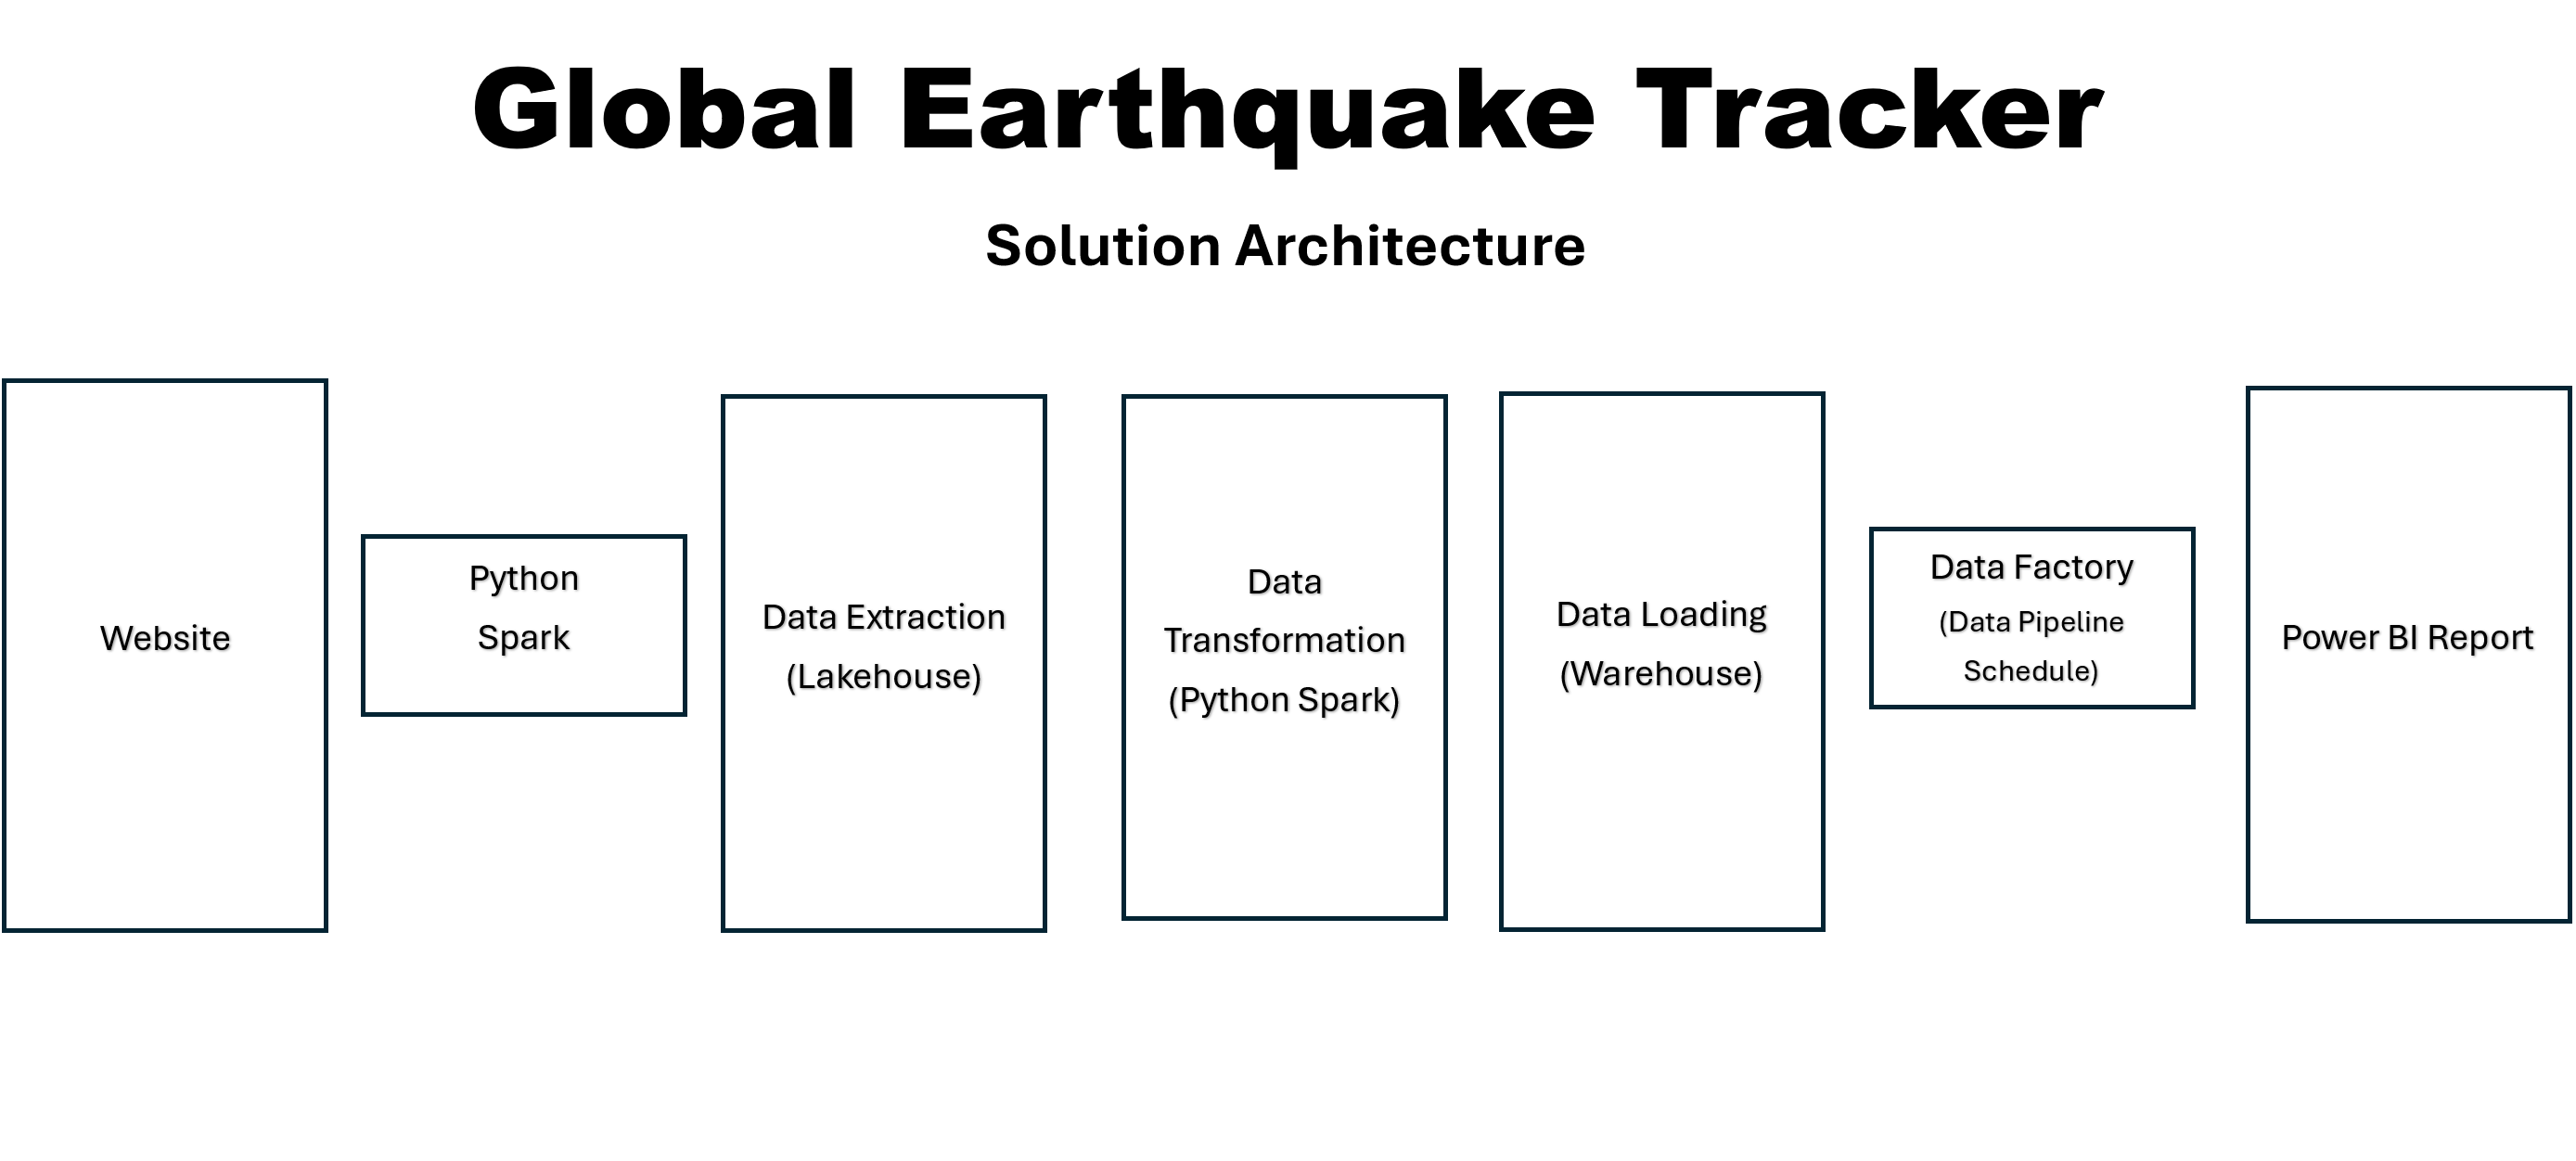 Global Earthquake Tracker
Solution Architecture
Website
Python
Spark
Data Extraction
(Lakehouse)
Data
Transformation
(Python Spark)
Data Loading
(Warehouse)
Data Factory
(Data Pipeline
Schedule)
Power BI Report